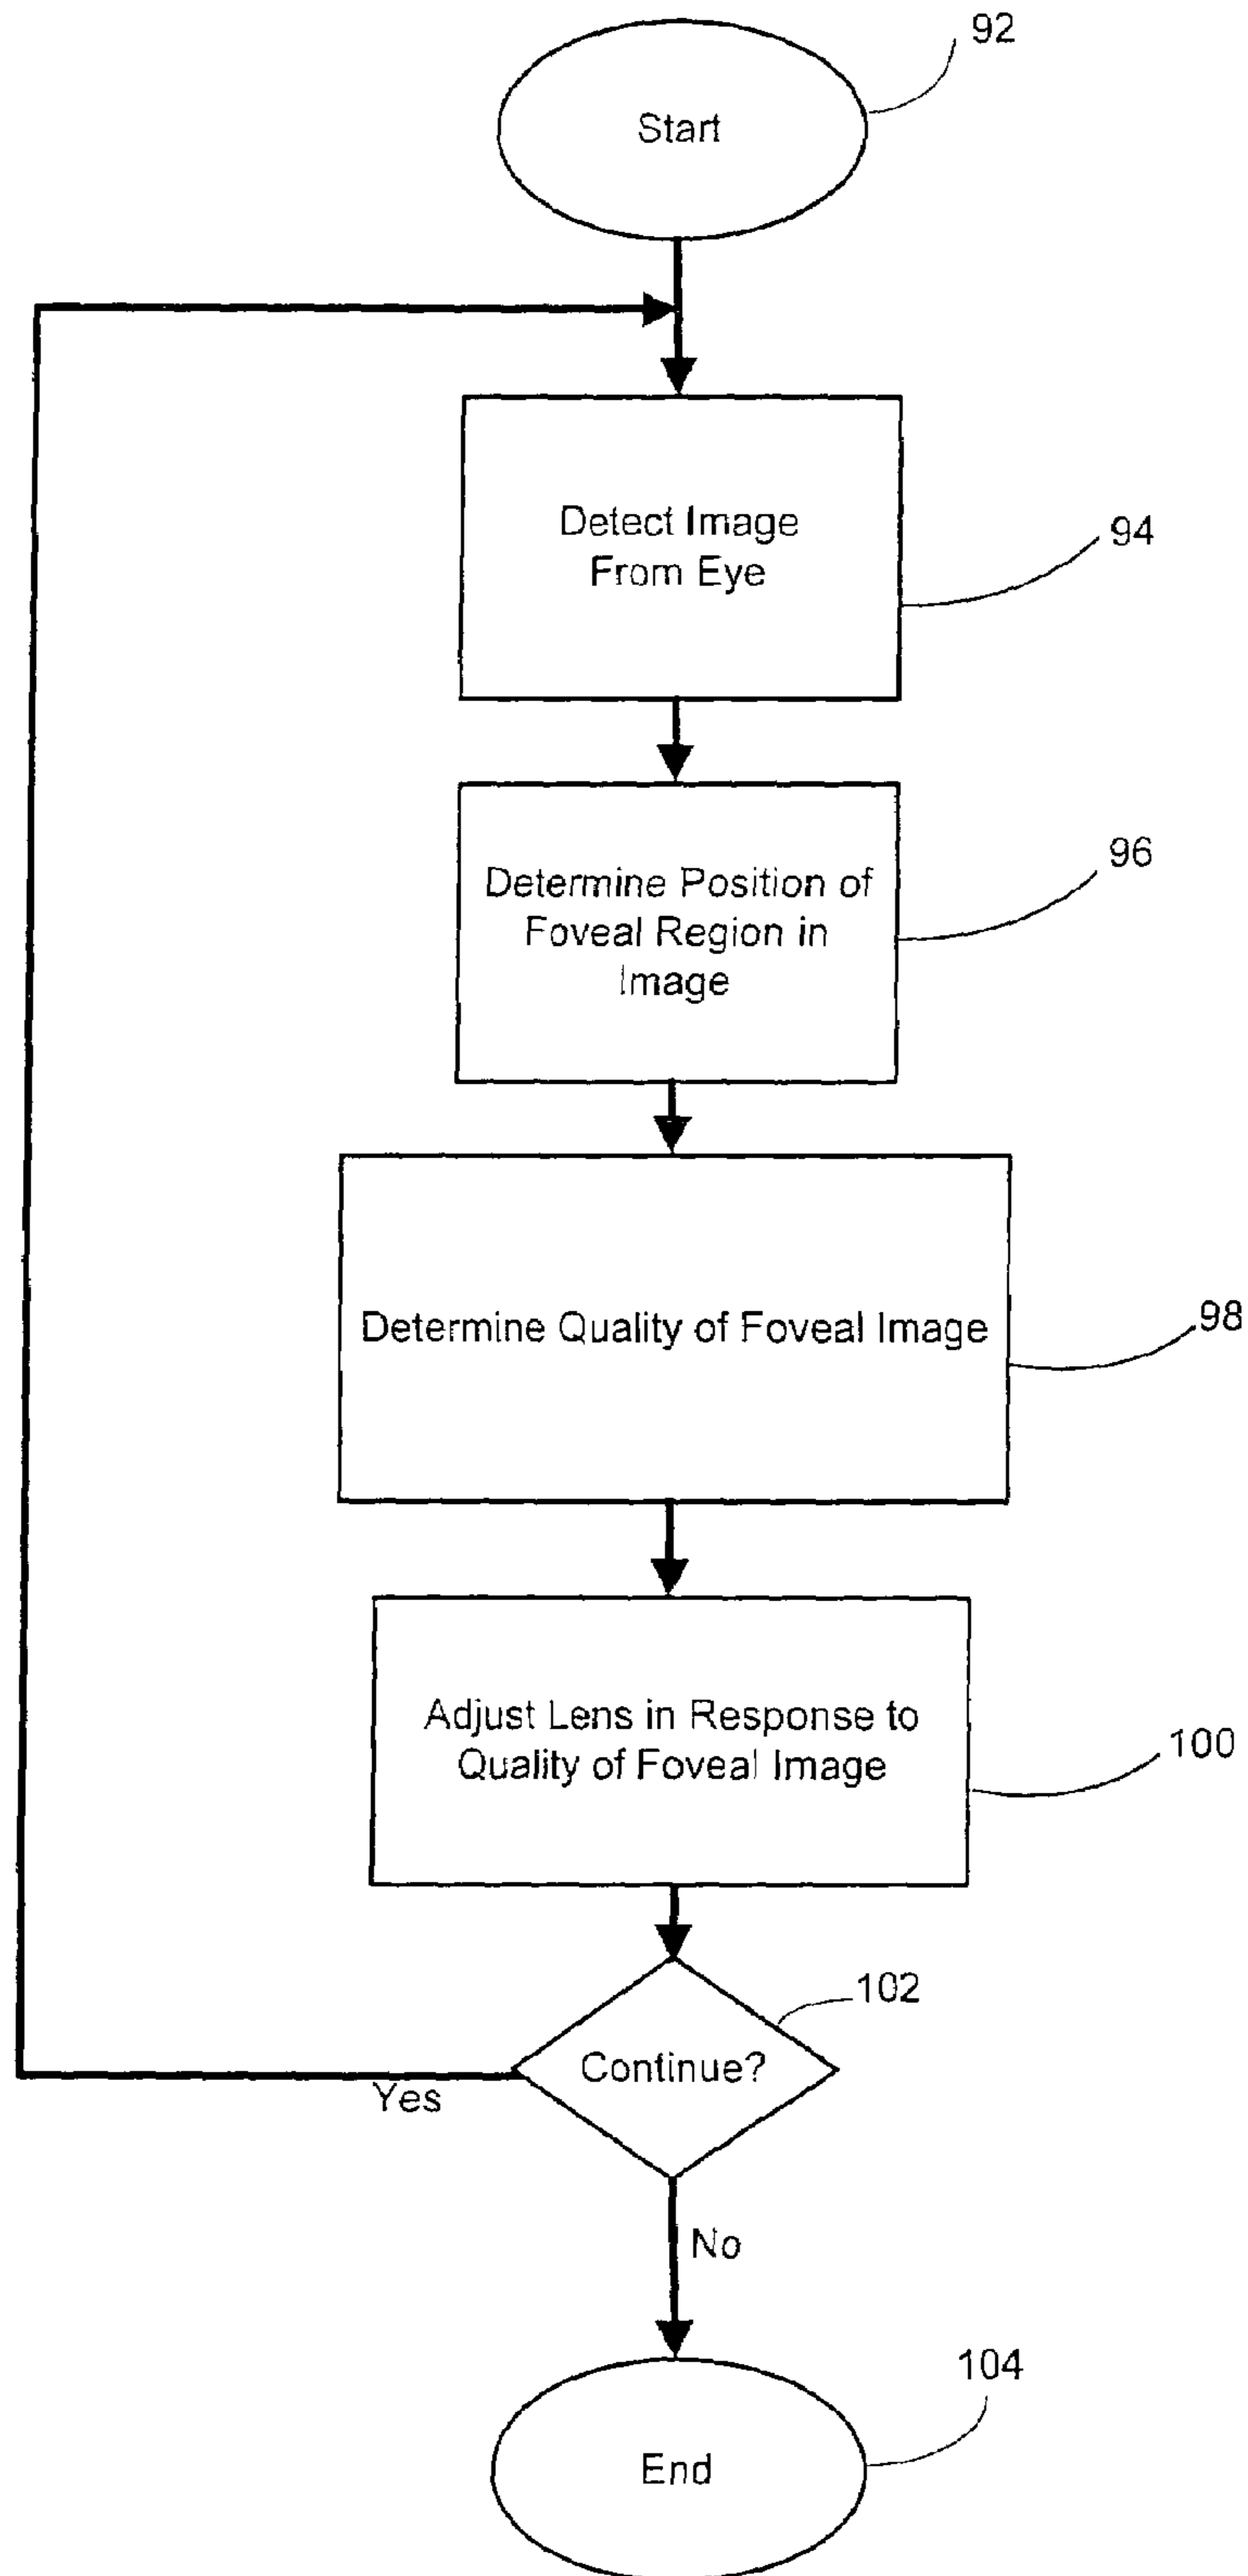 92
Start
Detect Image
From Eye
94
Determine Position of
Foveal Region in
Image
96
Determine Quality of Foveal Image
98
Adjust Lens in Response to
Quality of Foveal Image
100
102
Continue?
Yes
No
104
End